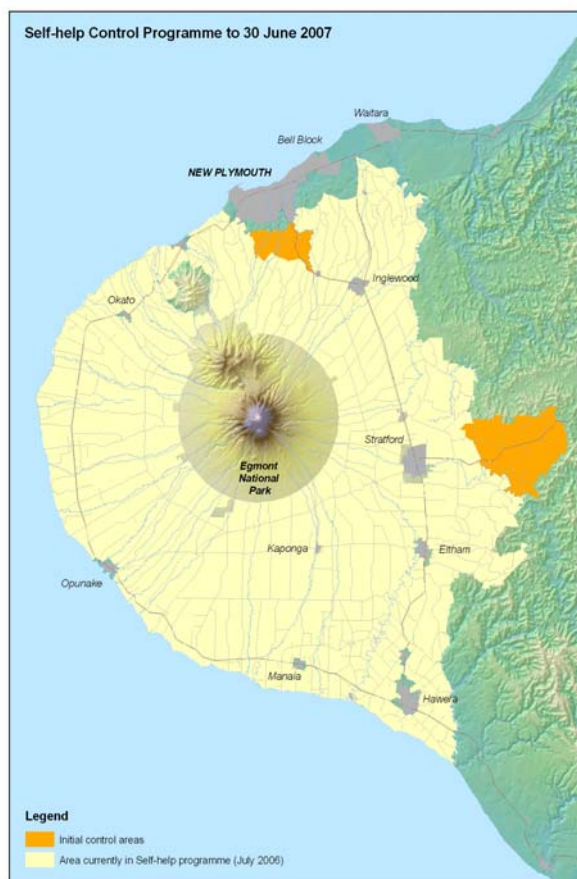 Self-help Control Programme to 30 June 2007
Waitara
Bell Block
NEW PLYMOUTH
Inglewood
Okato
Stratford
Egmont
National
Park
Kaponga
Eltham
Opunake
Manaia
Hawera
Legend
Initial control areas
Area currently in Self-help programme (July 2006)